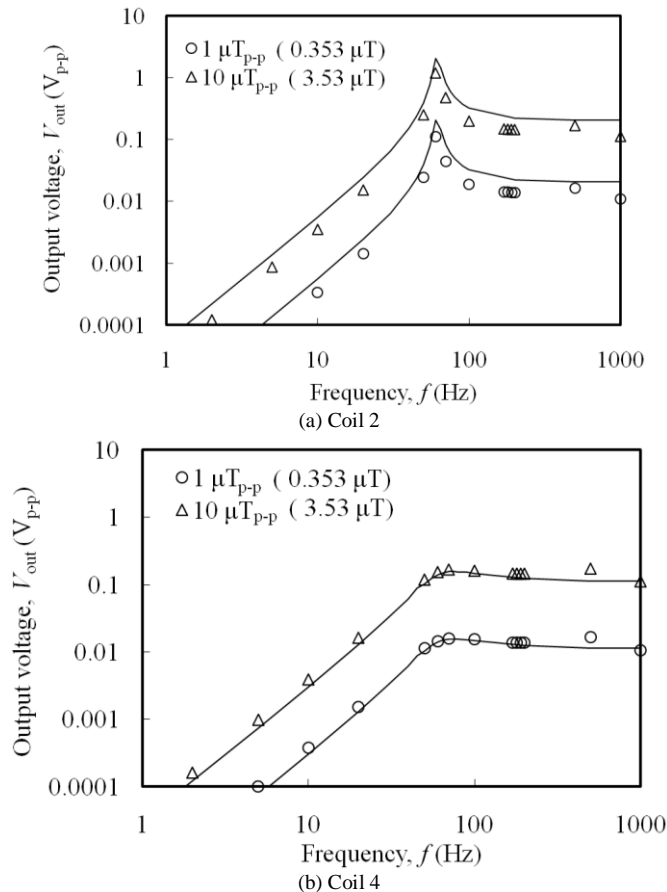 10
1
0.1
0.01
0.001
0.0001
Output voltage, Vout (Vp-p)
○ 1 μTp-p ( 0.353 μT)
△ 10 μTp-p ( 3.53 μT)
1 10 100 1000
Frequency, f (Hz)
(a) Coil 2
10
1
0.1
0.01
0.001
0.0001
Output voltage, Vout (Vp-p)
○ 1 μTp-p ( 0.353 μT)
△ 10 μTp-p ( 3.53 μT)
1 10 100 1000
Frequency, f (Hz)
(b) Coil 4